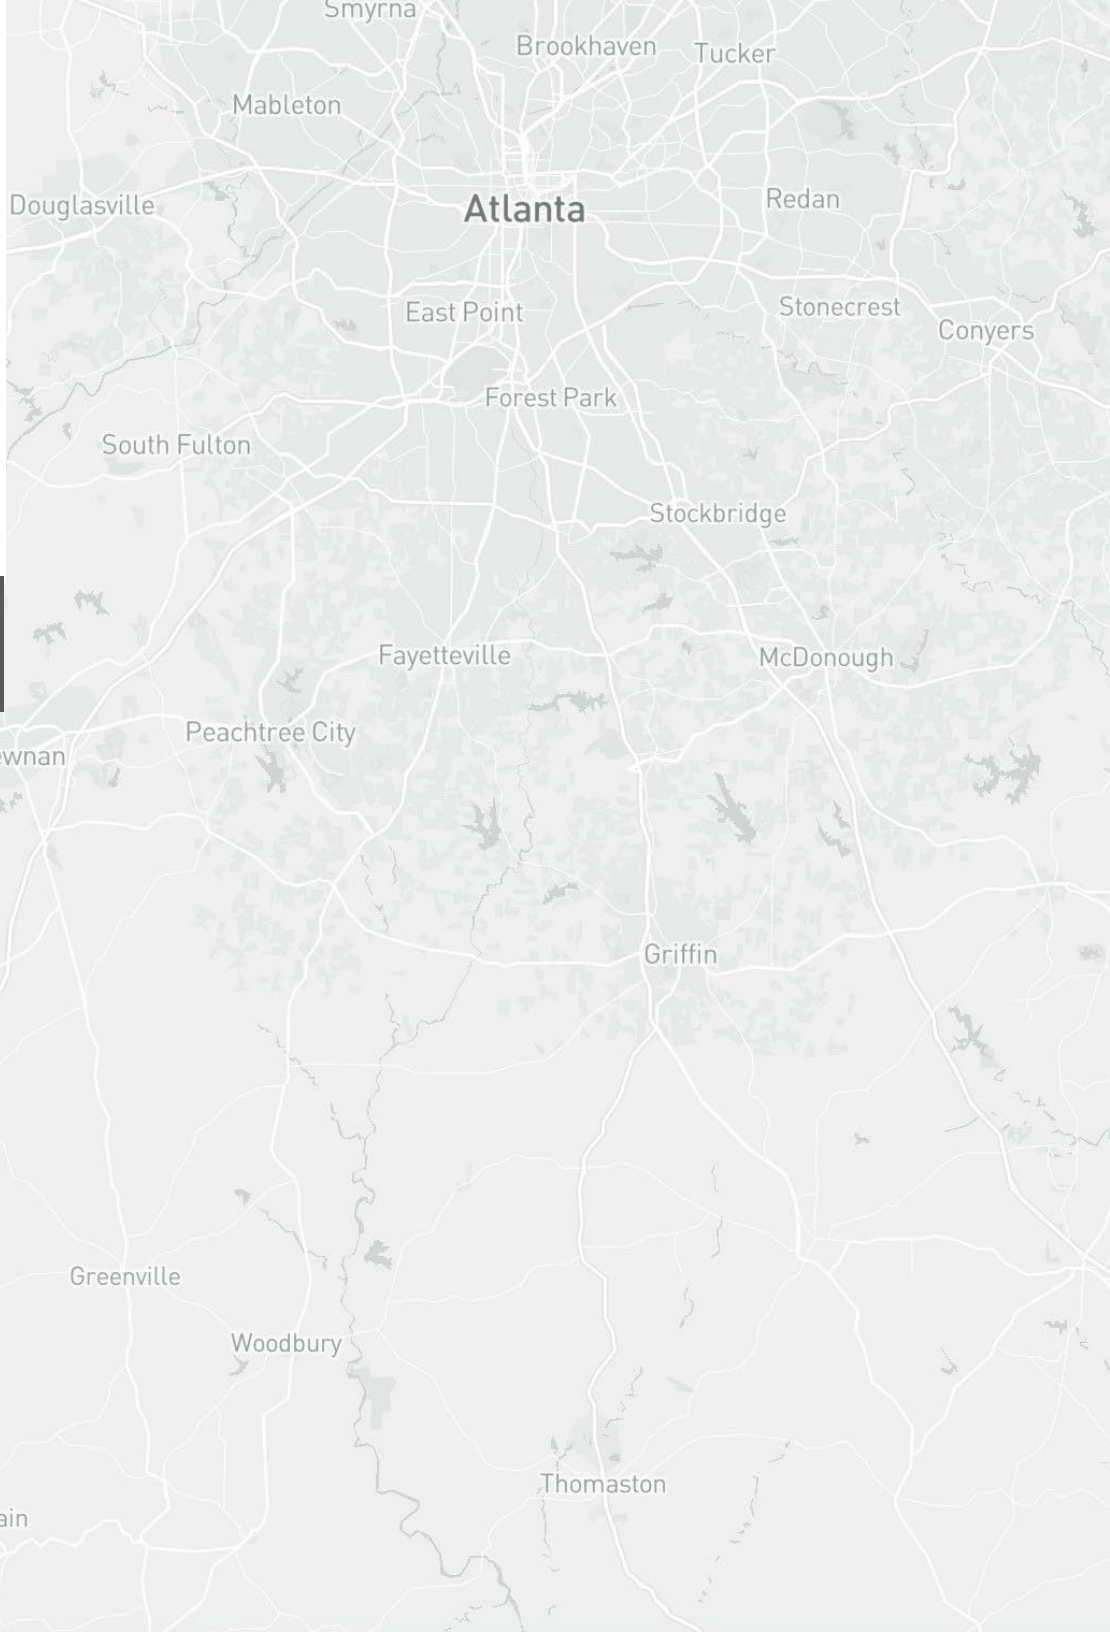 Smyrna
Brookhaven
Tucker
Mableton
Douglasville
Atlanta
Redan
East Point
Stonecrest
Conyers
Forest Park
South Fulton
Stockbridge
Fayetteville
McDonough
Peachtree City
ewnan
Griffin
Greenville
Woodbury
Thomaston
ain